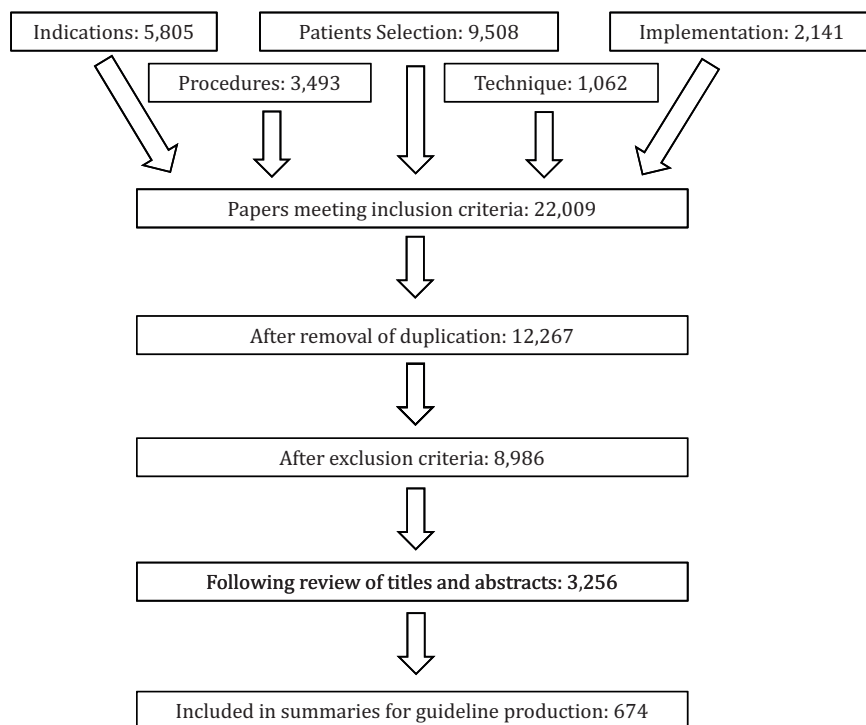 Indications: 5,805
Patients Selection: 9,508
Implementation: 2,141
Procedures: 3,493
Technique: 1,062
Papers meeting inclusion criteria: 22,009
After removal of duplication: 12,267
After exclusion criteria: 8,986
Following review of titles and abstracts: 3,256
Included in summaries for guideline production: 674